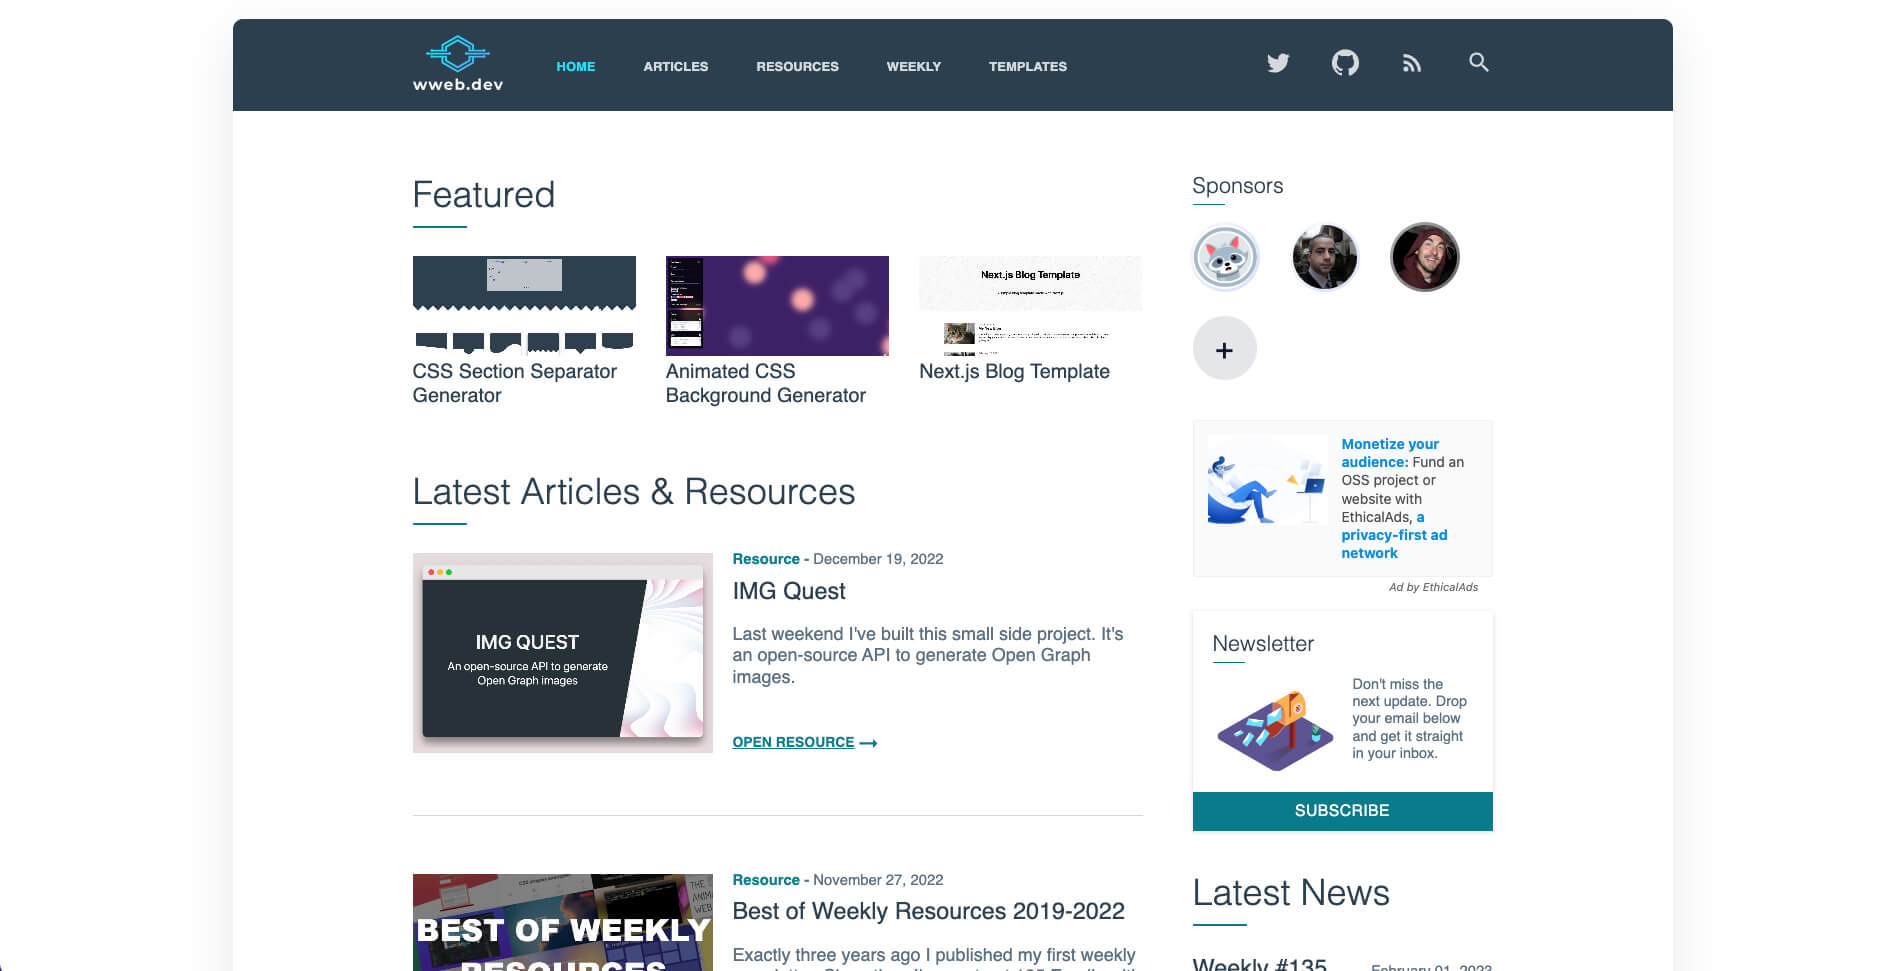 wweb.dev
HOME
ARTICLES
RESOURCES
WEEKLY
TEMPLATES
Featured
Next.js Blog Template
CSS Section Separator
Generator
Animated CSS
Background Generator
Next.js Blog Template
Latest Articles & Resources
IMG QUEST
An open-source API to generate
Open Graph images
Resource - December 19, 2022
IMG Quest
Last weekend I've built this small side project. It's
an open-source API to generate Open Graph
images.
OPEN RESOURCE
BEST OF WEEKLY
RESOURCES
Resource - November 27, 2022
Best of Weekly Resources 2019-2022
Exactly three years ago I published my first weekly
Sponsors
+
Monetize your
audience: Fund an
OSS project or
website with
EthicalAds, a
privacy-first ad
network
Ad by EthicalAds
Newsletter
Don't miss the
next update. Drop
your email below
and get it straight
in your inbox.
SUBSCRIBE
Latest News
Weekly #135
February 01, 2023